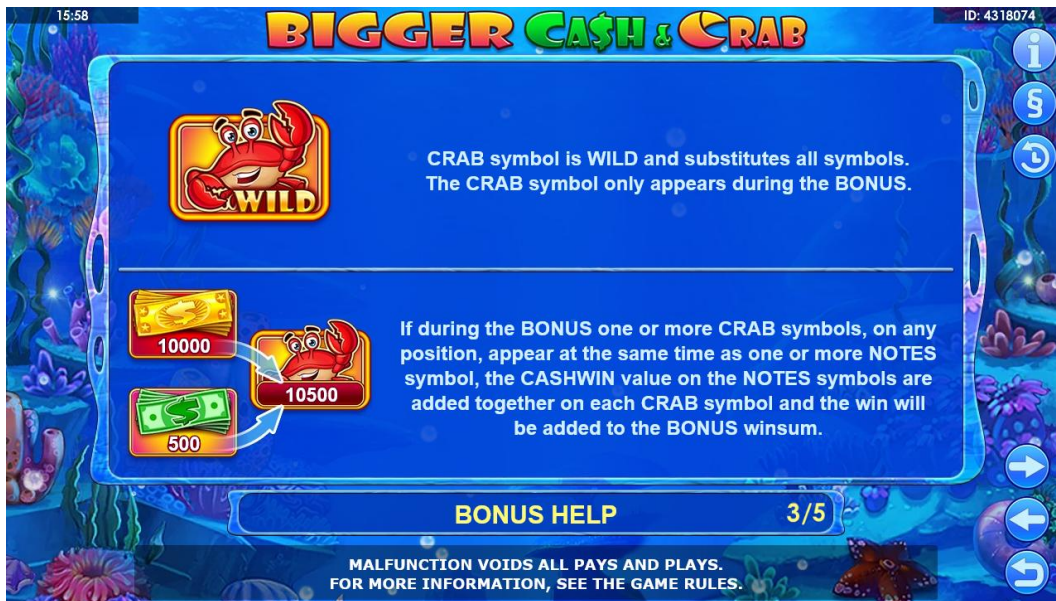 15:58
BIGGER CA$H & CRAB
ID: 4318074
i
§
WILD
CRAB symbol is WILD and substitutes all symbols.
The CRAB symbol only appears during the BONUS.
10000
10500
500
If during the BONUS one or more CRAB symbols, on any
position, appear at the same time as one or more NOTES
symbol, the CASHWIN value on the NOTES symbols are
added together on each CRAB symbol and the win will
be added to the BONUS winsum.
BONUS HELP
3/5
MALFUNCTION VOIDS ALL PAYS AND PLAYS.
FOR MORE INFORMATION, SEE THE GAME RULES.